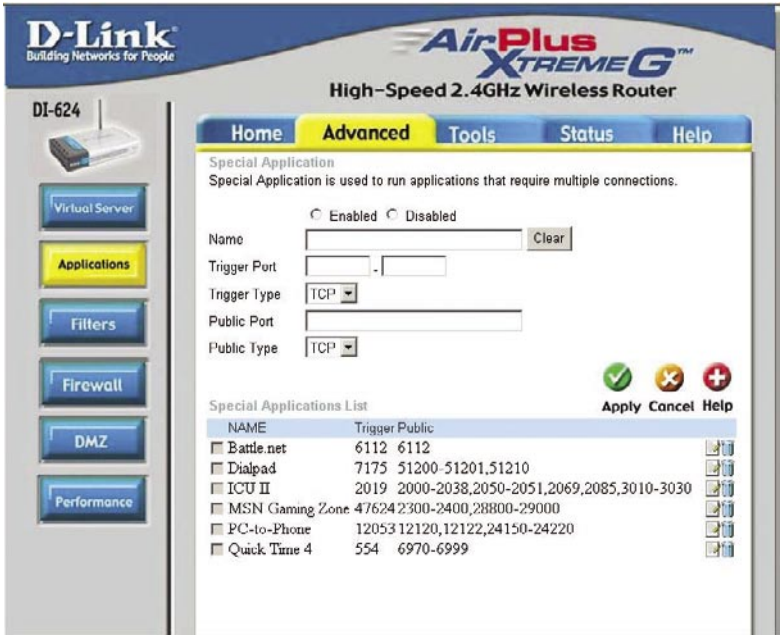 D-Link
Building Networks for People
AirPlus
XTREME G™
High-Speed 2.4GHz Wireless Router
DI-624
Home Advanced Tools Status Help
Virtual Server
Applications
Filters
Firewall
DMZ
Performance
Special Application
Special Application is used to run applications that require multiple connections.
Enabled Disabled
Name Clear
Trigger Port -
Trigger Type TCP
Public Port
Public Type TCP
Apply Cancel Help
Special Applications List
NAME Trigger Public
Battle.net 6112 6112
Dialpad 7175 51200-51201,51210
ICU II 2019 2000-2038,2050-2051,2069,2085,3010-3030
MSN Gaming Zone 47624 2300-2400,28800-29000
PC-to-Phone 12053 12120,12122,24150-24220
Quick Time 4 554 6970-6999